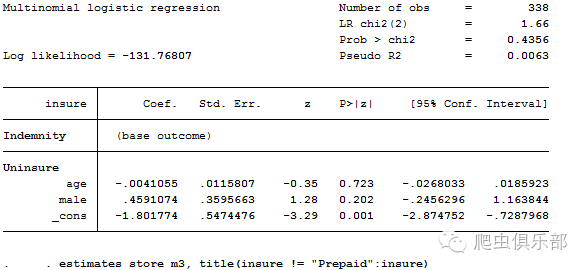 Multinomial logistic regression Number of obs = 338
LR chi2(2) = 1.66
Prob > chi2 = 0.4356
Log likelihood = -131.76807 Pseudo R2 = 0.0063
insure Coef. Std. Err. z P>|z| [95% Conf. Interval]
Indemnity (base outcome)
Uninsure
age -.0041055 .0115807 -0.35 0.723 -.0268033 .0185923
male .4591074 .3595663 1.28 0.202 -.2456296 1.163844
_cons -1.801774 .5474476 -3.29 0.001 -2.874752 -.7287968
. . estimates store m3, title(insure != "Prepaid":insure)
爬虫俱乐部